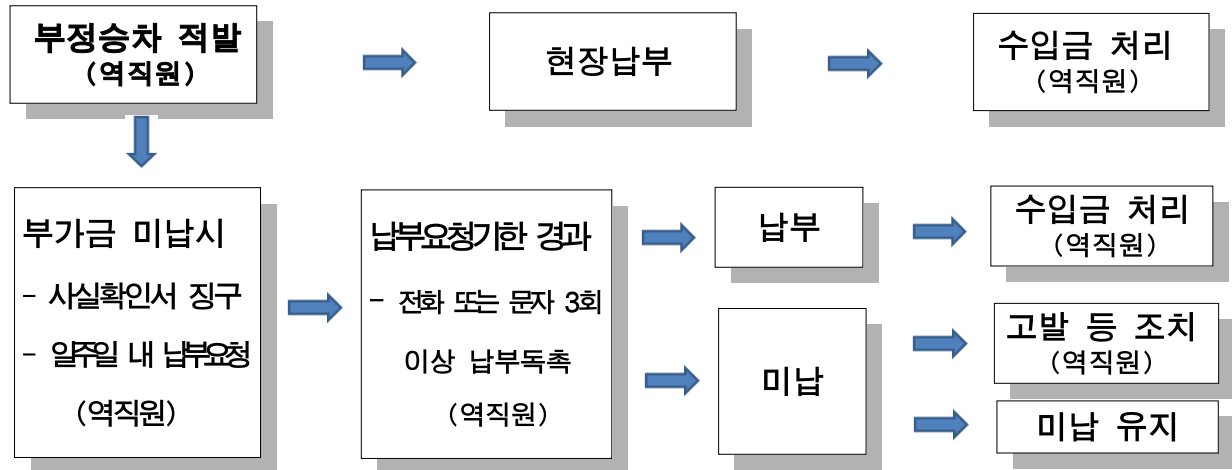 부정승차 적발
(역직원)
현장납부
수입금 처리
(역직원)
부가금 미납시
- 사실확인서 징구
- 일주일 내 납부요청
(역직원)
납부요청기한 경과
- 전화 또는 문자 3회
이상 납부독촉
(역직원)
납부
수입금 처리
(역직원)
미납
고발 등 조치
(역직원)
미납 유지